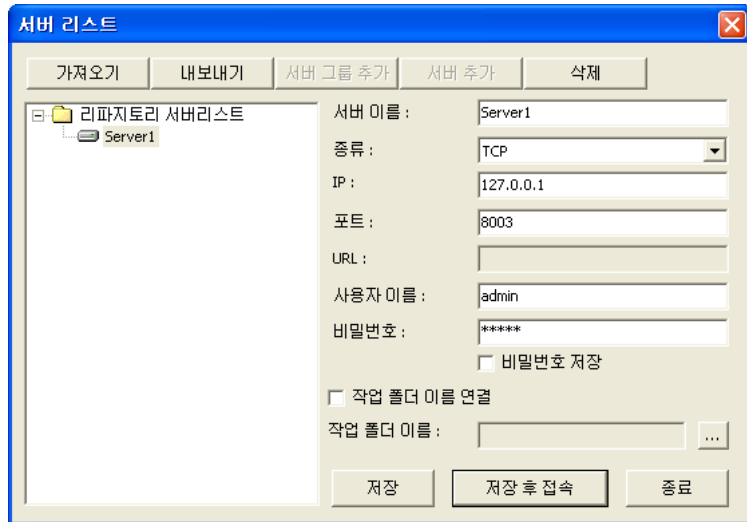 서버 리스트
가져오기 내보내기 서버 그룹 추가 서버 추가 삭제
리파지토리 서버리스트
Server1
서버 이름 : Server1
종류 : TCP
IP : 127.0.0.1
포트 : 8003
URL :
사용자 이름 : admin
비밀번호 : *****
비밀번호 저장
작업 폴더 이름 연결
작업 폴더 이름 : ...
저장 저장 후 접속 종료